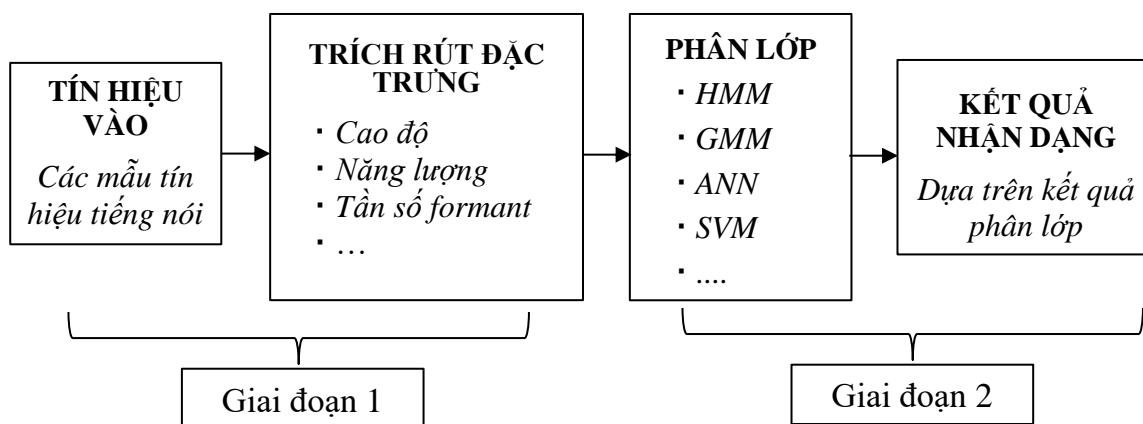 TÍN HIỆU
VÀO
Các mẫu tín
hiệu tiếng nói
TRÍCH RÚT ĐẶC
TRƯNG
· Cao độ
· Năng lượng
· Tần số formant
· …
PHÂN LỚP
· HMM
· GMM
· ANN
· SVM
· ....
KẾT QUẢ
NHẬN DẠNG
Dựa trên kết quả
phân lớp
Giai đoạn 1
Giai đoạn 2